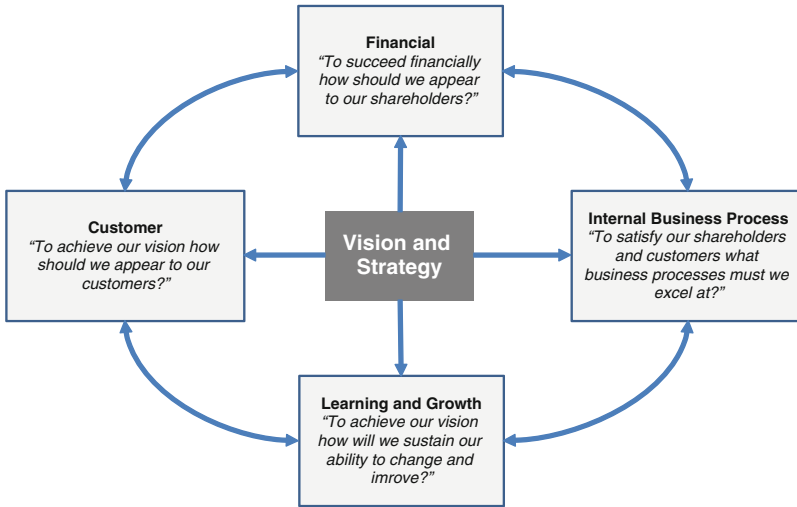 Financial
“To succeed financially
how should we appear
to our shareholders?”
Customer
“To achieve our vision how
should we appear to our
customers?”
Vision and
Strategy
Internal Business Process
“To satisfy our shareholders
and customers what
business processes must we
excel at?”
Learning and Growth
“To achieve our vision
how will we sustain our
ability to change and
imrove?”